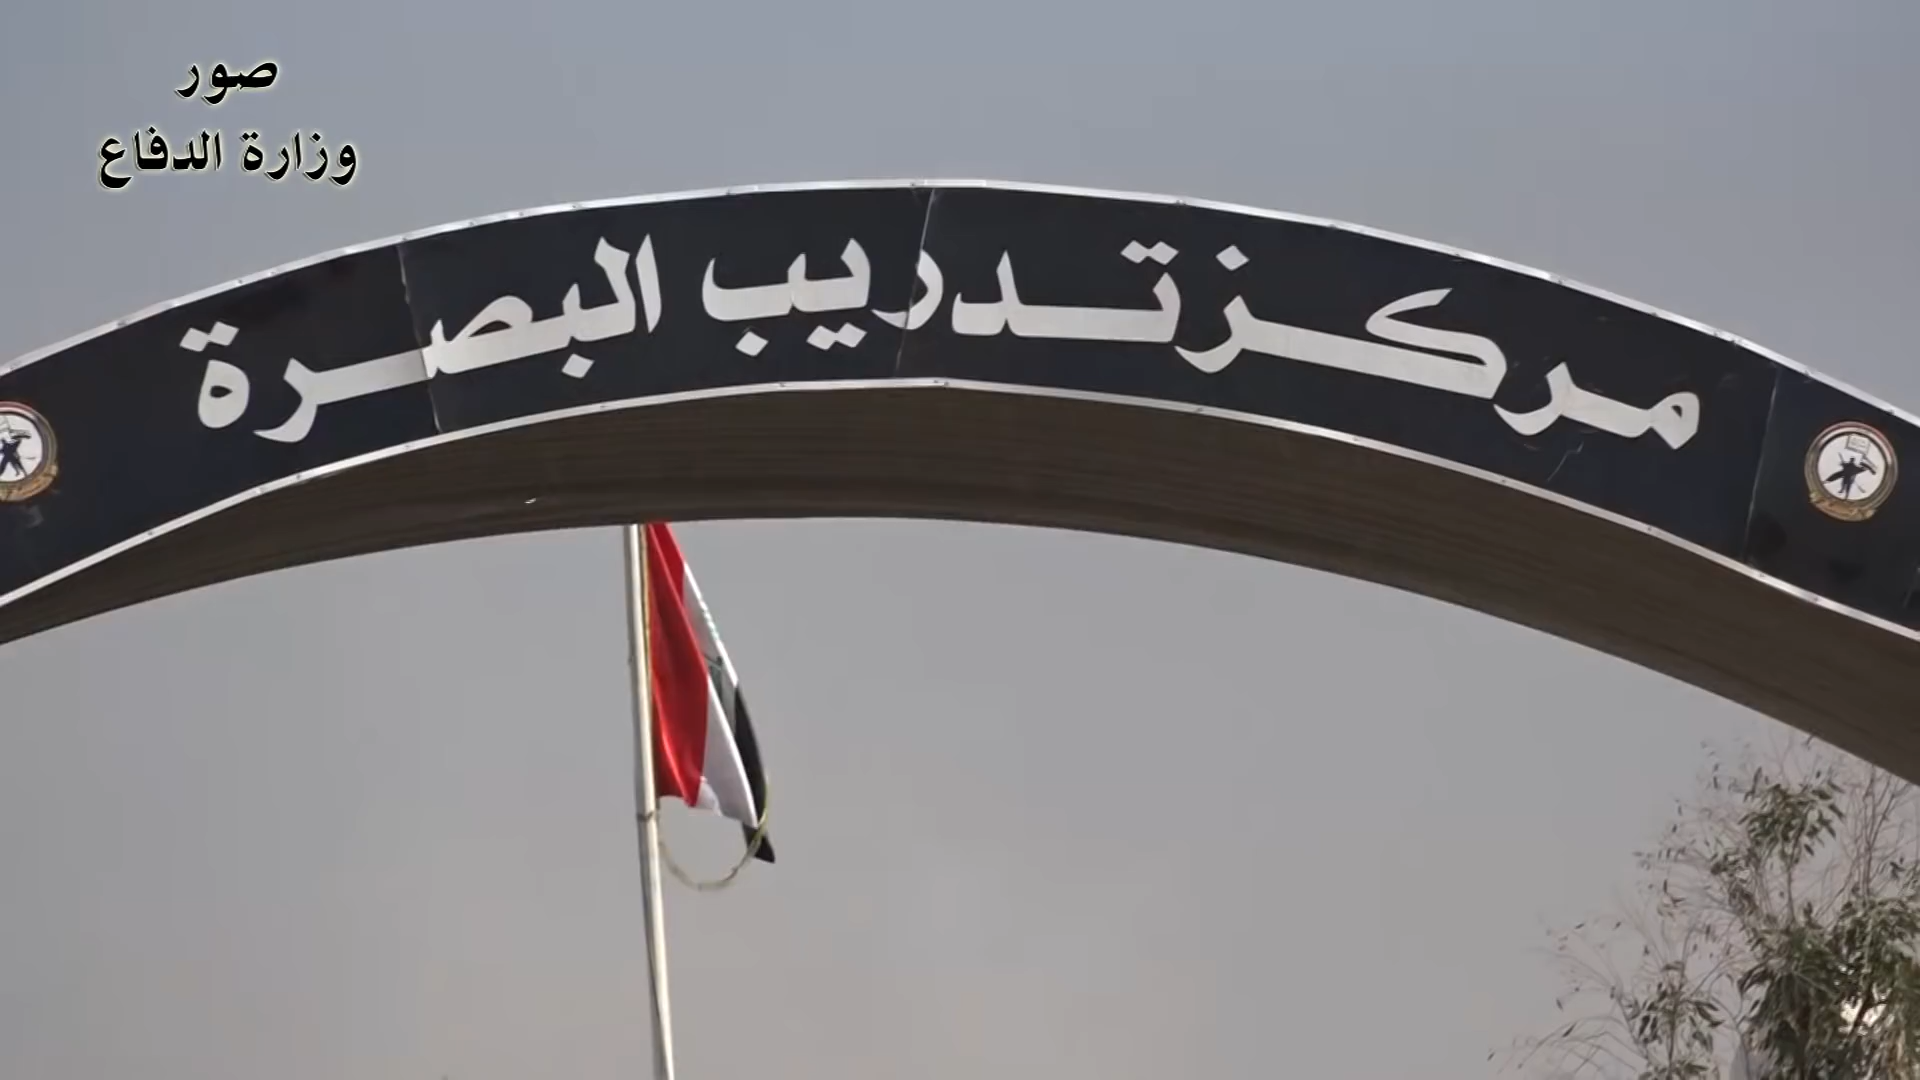 صور
وزارة الدفاع
مركز تدريب البصرة